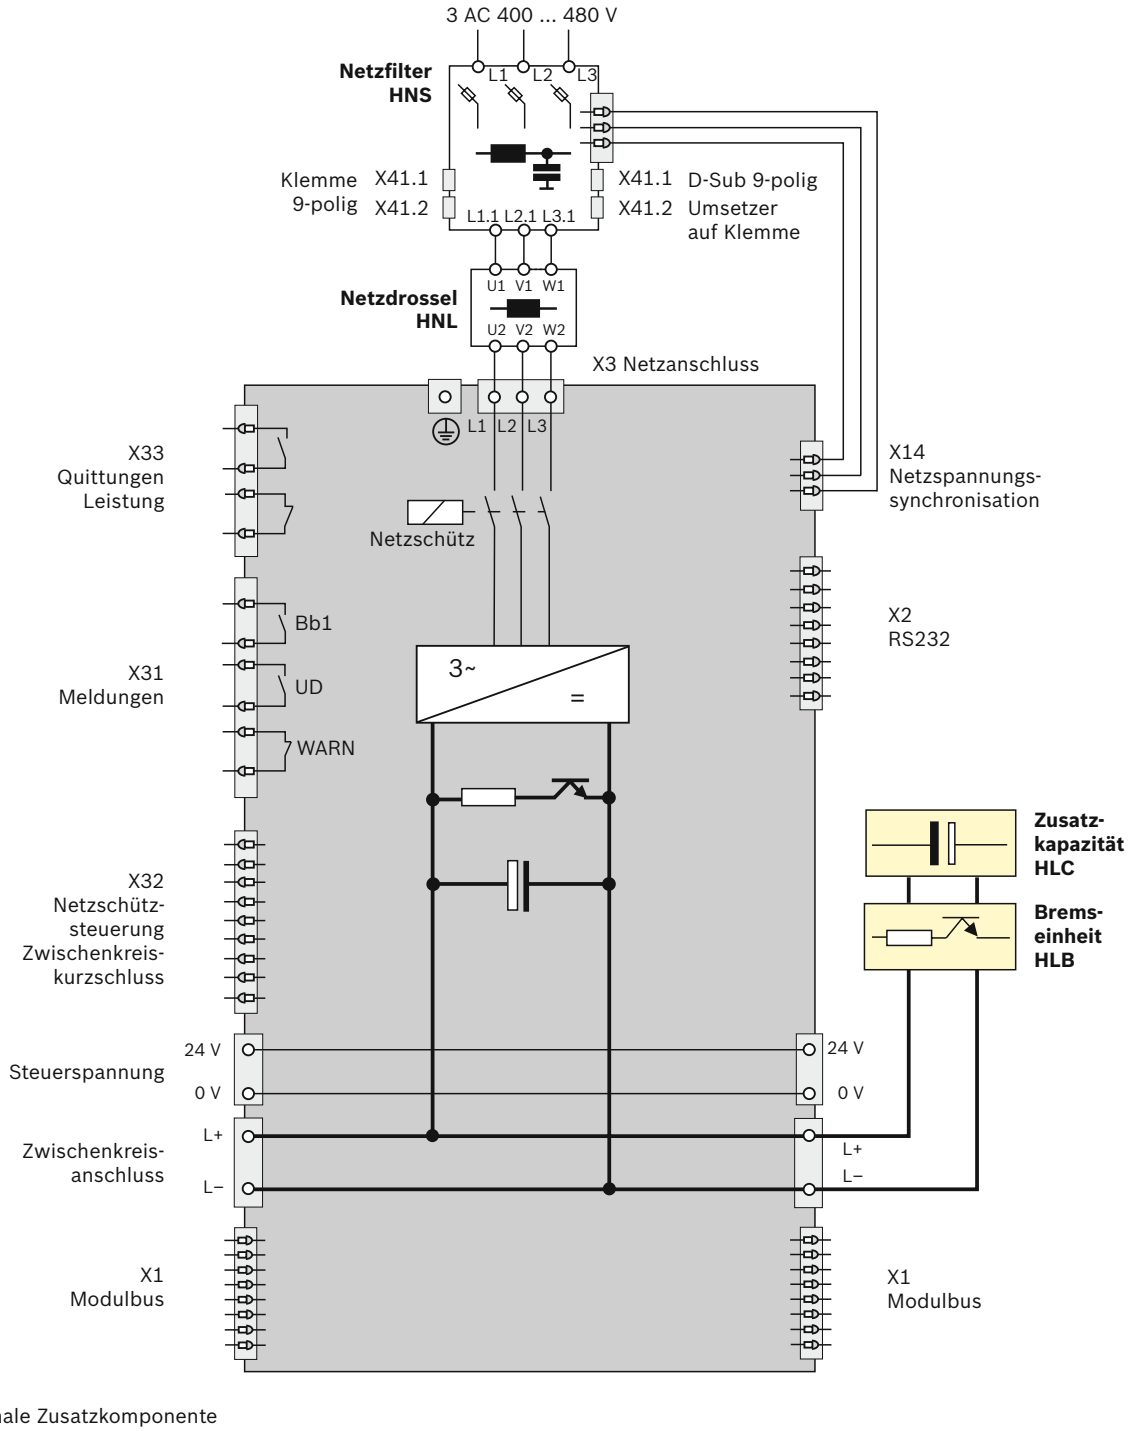 3 AC 400 ... 480 V
Netzfilter
HNS
L1
L2
L3
Klemme
9-polig
X41.1
X41.2
X41.1 D-Sub 9-polig
X41.2 Umsetzer
auf Klemme
L1.1 L2.1 L3.1
Netzdrossel
HNL
U1 V1 W1
U2 V2 W2
X3 Netzanschluss
L1 L2 L3
X33
Quittungen
Leistung
X14
Netzspannungs-
synchronisation
Netzschütz
X31
Meldungen
Bb1
UD
WARN
X2
RS232
3~
=
X32
Netzschütz-
steuerung
Zwischenkreis-
kurzschluss
Zusatz-
kapazität
HLC
Brems-
einheit
HLB
Steuerspannung
24 V
0 V
24 V
0 V
Zwischenkreis-
anschluss
L+
L−
L+
L−
X1
Modulbus
X1
Modulbus
Zusatzkomponente